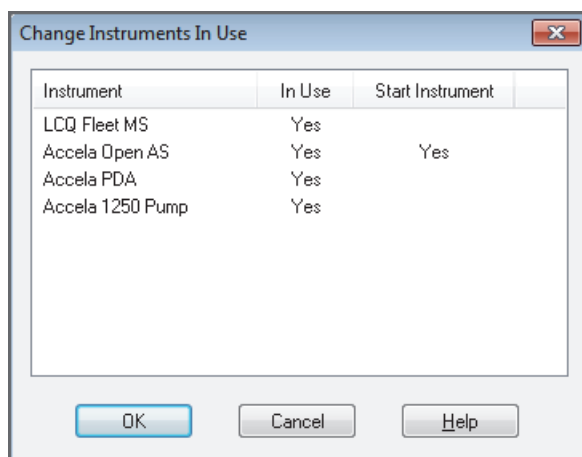 Change Instruments In Use
Instrument In Use Start Instrument
LCQ Fleet MS Yes
Accela Open AS Yes Yes
Accela PDA Yes
Accela 1250 Pump Yes
OK Cancel Help